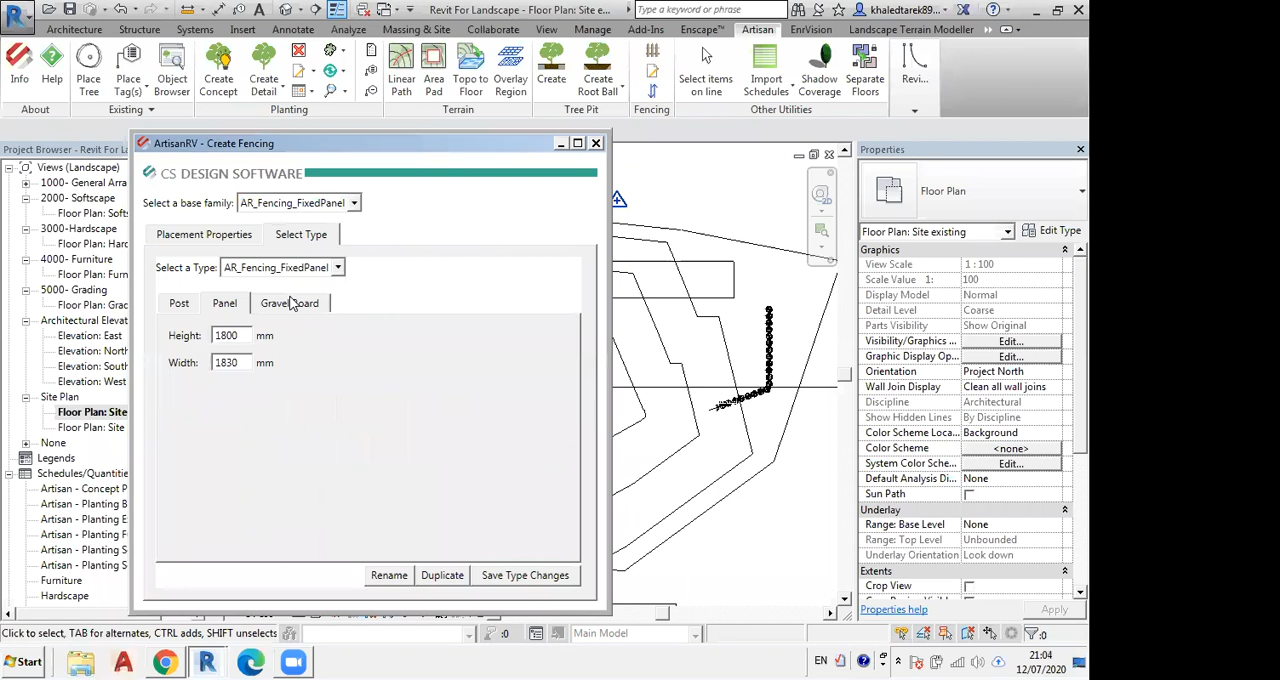 Revit For Landscape - Floor Plan: Site e...
Type a keyword or phrase
khaledtarek89...
Architecture Structure Systems Insert Annotate Analyze Massing & Site Collaborate View Manage Add-Ins Enscape™ Artisan EnVision Landscape Terrain Modeller
Info
Help
Place Tree
Place Tag(s)
Object Browser
Create Concept
Create Detail
Linear Path
Area Pad
Topo to Floor
Overlay Region
Create
Create Root Ball
Select items on line
Import Schedules
Shadow Coverage
Separate Floors
Revi...
About
Existing
Planting
Terrain
Tree Pit
Fencing
Other Utilities
Project Browser - Revit For La
Views (Landscape)
1000- General Arra
2000- Softscape
Floor Plan: Soft
3000-Hardscape
Floor Plan: Har
4000- Furniture
Floor Plan: Furn
5000- Grading
Floor Plan: Grac
Architectural Eleva
Elevation: East
Elevation: North
Elevation: South
Elevation: West
Site Plan
Floor Plan: Site
Floor Plan: Site
None
Legends
Schedules/Quantities
Artisan - Concept P
Artisan - Planting B
Artisan - Planting E
Artisan - Planting F
Artisan - Planting S
Artisan - Planting S
Furniture
Hardscape
ArtisanRV - Create Fencing
CS DESIGN SOFTWARE
Select a base family: AR_Fencing_FixedPanel
Placement Properties Select Type
Select a Type: AR_Fencing_FixedPanel
Post Panel
Height: 1800 mm
Width: 1830 mm
Rename Duplicate Save Type Changes
Properties
Floor Plan
Floor Plan: Site existing Edit Type
Graphics
View Scale 1 : 100
Scale Value 1: 100
Display Model Normal
Detail Level Coarse
Parts Visibility Show Original
Visibility/Graphics ... Edit...
Graphic Display Op... Edit...
Orientation Project North
Wall Join Display Clean all wall joins
Discipline Architectural
Show Hidden Lines By Discipline
Color Scheme Loca... Background
Color Scheme <none>
System Color Sche... Edit...
Default Analysis Di... None
Sun Path
Underlay
Range: Base Level None
Range: Top Level Unbounded
Underlay Orientation Look down
Extents
Crop View
Properties help Apply
Click to select, TAB for alternates, CTRL adds, SHIFT unselects
:0
Main Model
:0
Start
EN
21:04
12/07/2020